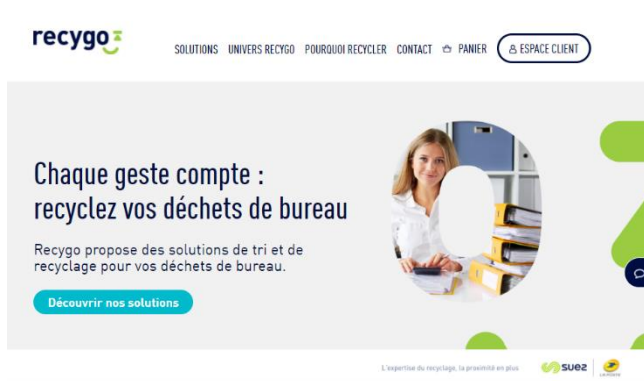 recygo
SOLUTIONS UNIVERS RECYGO POURQUOI RECYCLER CONTACT PANIER ESPACE CLIENT
Chaque geste compte :
recyclez vos déchets de bureau
Recygo propose des solutions de tri et de
recyclage pour vos déchets de bureau.
Découvrir nos solutions
L'expertise du recyclage, la proximité en plus suez LA POSTE